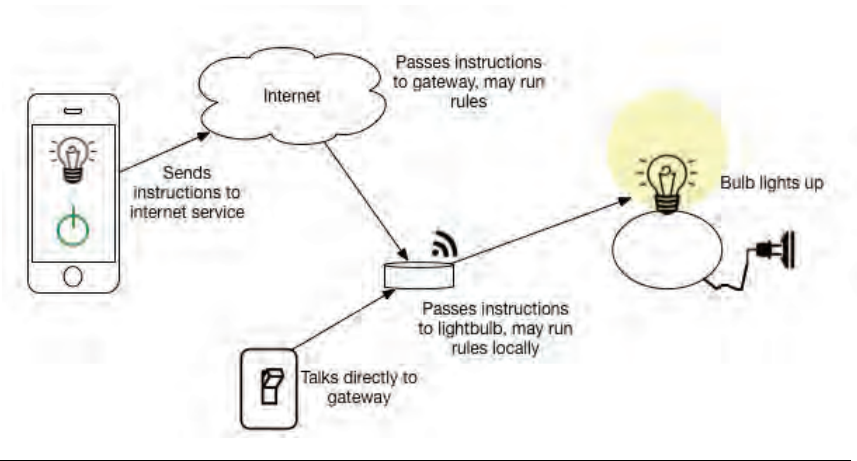 Internet
Passes instructions
to gateway, may run
rules
Sends
instructions to
internet service
Bulb lights up
Passes instructions
to lightbulb, may run
rules locally
Talks directly to
gateway